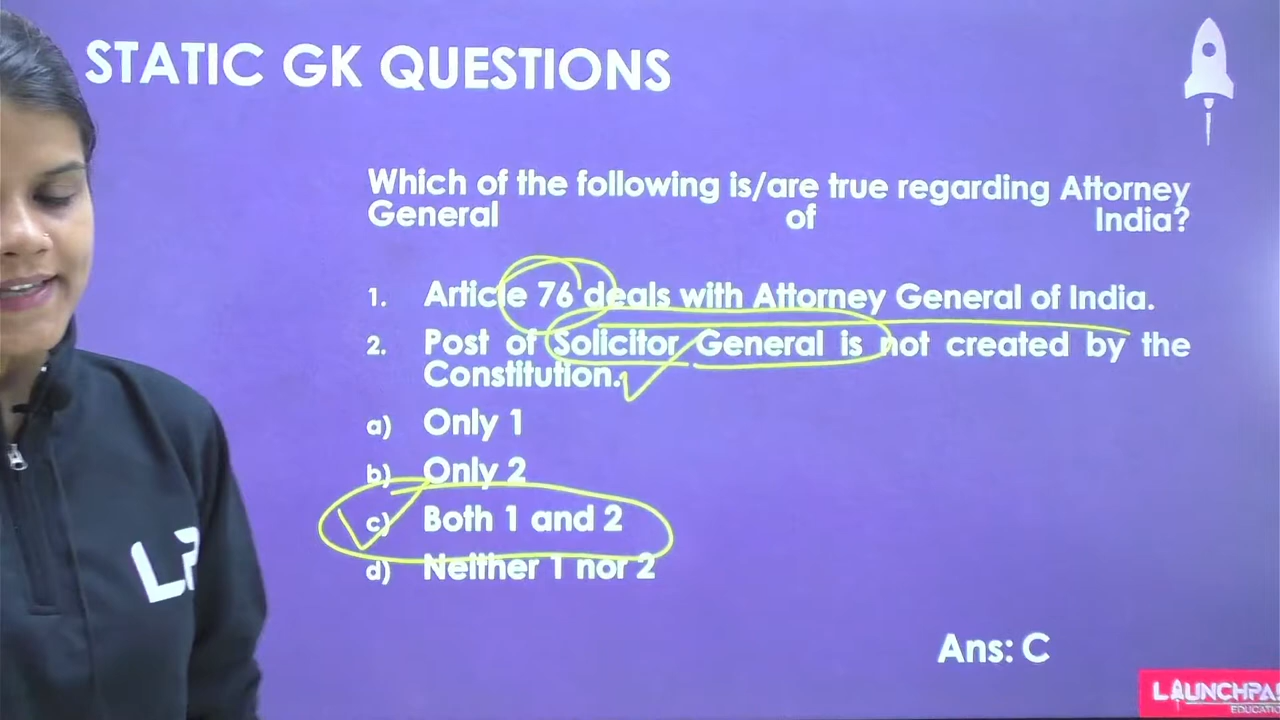 STATIC GK QUESTIONS
Which of the following is/are true regarding Attorney
General of India?
1. Article 76 deals with Attorney General of India.
2. Post of Solicitor General is not created by the
Constitution.
a) Only 1
b) Only 2
c) Both 1 and 2
d) Neither 1 nor 2
Ans: C